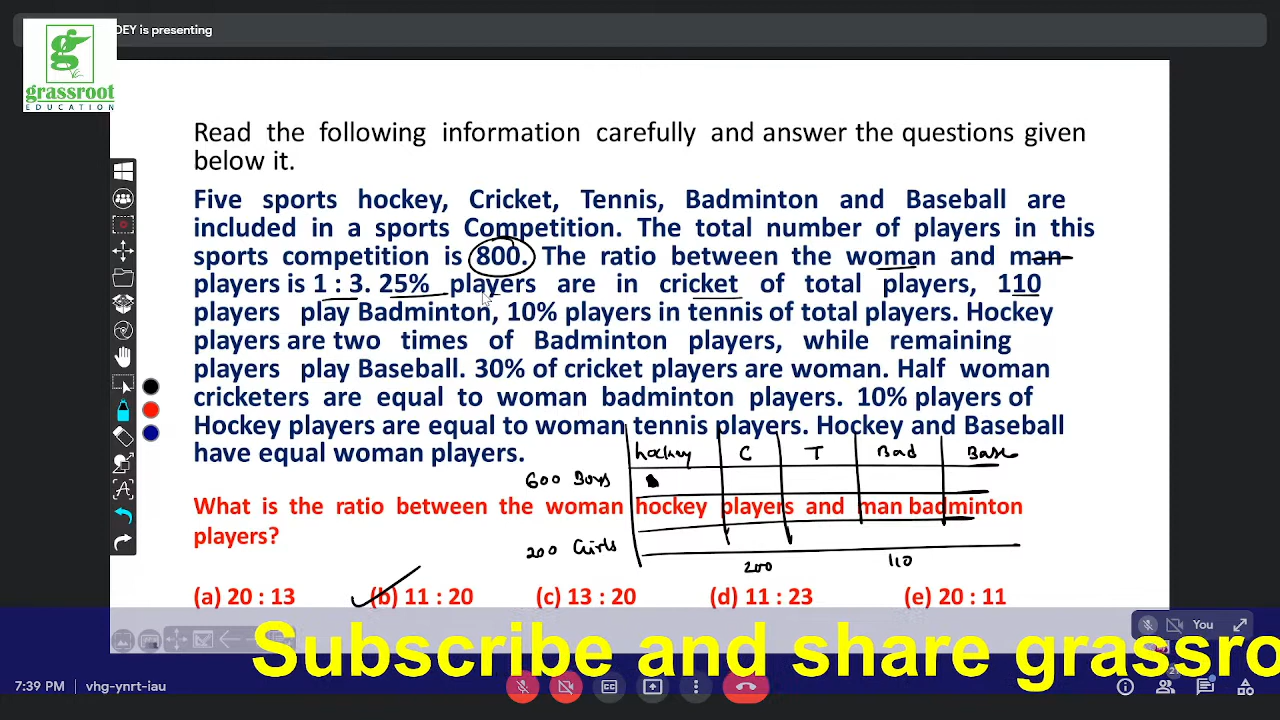 DEY is presenting
grassroot
EDUCATION
Read the following information carefully and answer the questions given
below it.
Five sports hockey, Cricket, Tennis, Badminton and Baseball are
included in a sports Competition. The total number of players in this
sports competition is 800. The ratio between the woman and man
players is 1 : 3. 25% players are in cricket of total players, 110
players play Badminton, 10% players in tennis of total players. Hockey
players are two times of Badminton players, while remaining
players play Baseball. 30% of cricket players are woman. Half woman
cricketers are equal to woman badminton players. 10% players of
Hockey players are equal to woman tennis players. Hockey and Baseball
have equal woman players.
hockey C T Bad Base
600 Boys
What is the ratio between the woman hockey players and man badminton
players?
200 Girls
200 110
(a) 20 : 13 (b) 11 : 20 (c) 13 : 20 (d) 11 : 23 (e) 20 : 11
You
Subscribe and share grassro
7:39 PM vhg-ynrt-iau